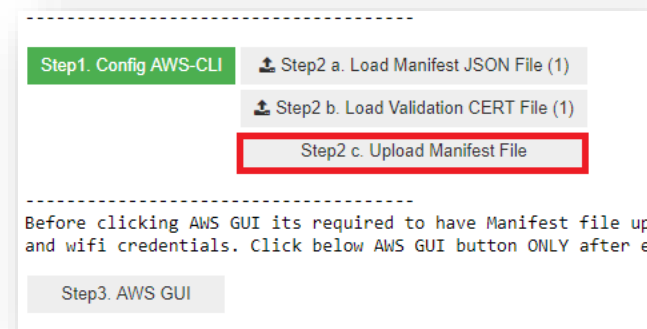 ---------------------------------------
Step1. Config AWS-CLI Step2 a. Load Manifest JSON File (1)
Step2 b. Load Validation CERT File (1)
Step2 c. Upload Manifest File
---------------------------------------
Before clicking AWS GUI its required to have Manifest file
and wifi credentials. Click below AWS GUI button ONLY after
Step3. AWS GUI